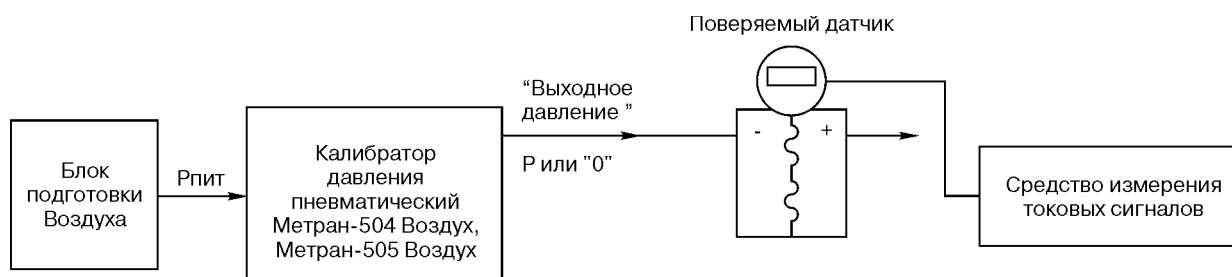 Поверяемый датчик
“Выходное
давление ”
Р или "0"
-
+
Блок
подготовки
Воздуха
Рпит
Калибратор
давления
пневматический
Метран-504 Воздух,
Метран-505 Воздух
Средство измерения
токовых сигналов